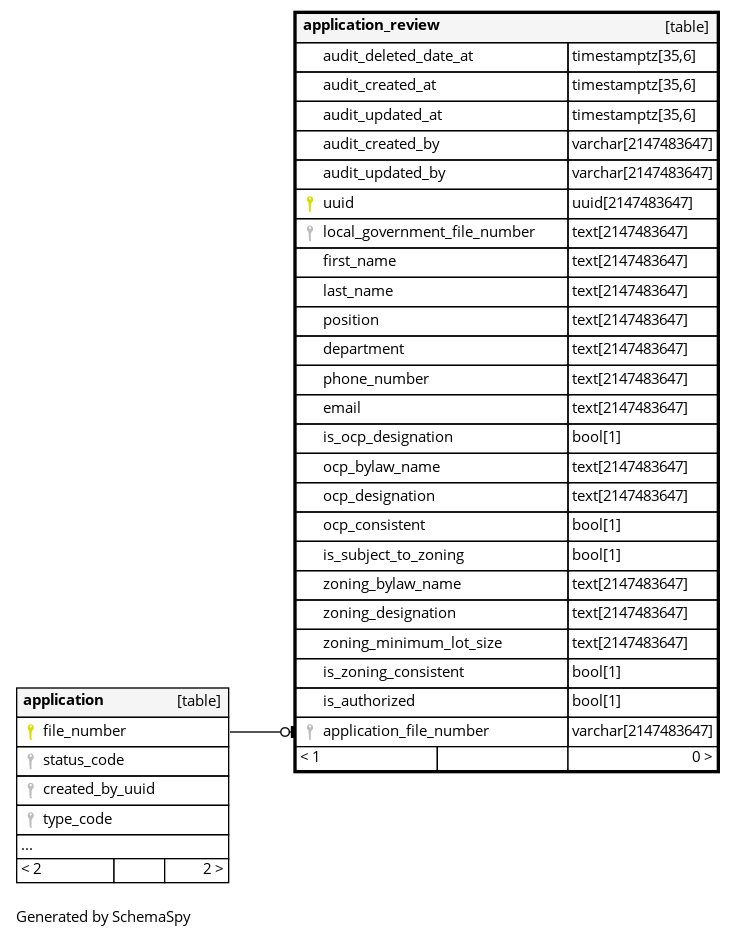 application_review [table]
audit_deleted_date_at timestamptz[35,6]
audit_created_at timestamptz[35,6]
audit_updated_at timestamptz[35,6]
audit_created_by varchar[2147483647]
audit_updated_by varchar[2147483647]
uuid uuid[2147483647]
local_government_file_number text[2147483647]
first_name text[2147483647]
last_name text[2147483647]
position text[2147483647]
department text[2147483647]
phone_number text[2147483647]
email text[2147483647]
is_ocp_designation bool[1]
ocp_bylaw_name text[2147483647]
ocp_designation text[2147483647]
ocp_consistent bool[1]
is_subject_to_zoning bool[1]
zoning_bylaw_name text[2147483647]
zoning_designation text[2147483647]
zoning_minimum_lot_size text[2147483647]
is_zoning_consistent bool[1]
is_authorized bool[1]
application_file_number varchar[2147483647]
< 1 0 >
application [table]
file_number
status_code
created_by_uuid
type_code
...
< 2 2 >
Generated by SchemaSpy